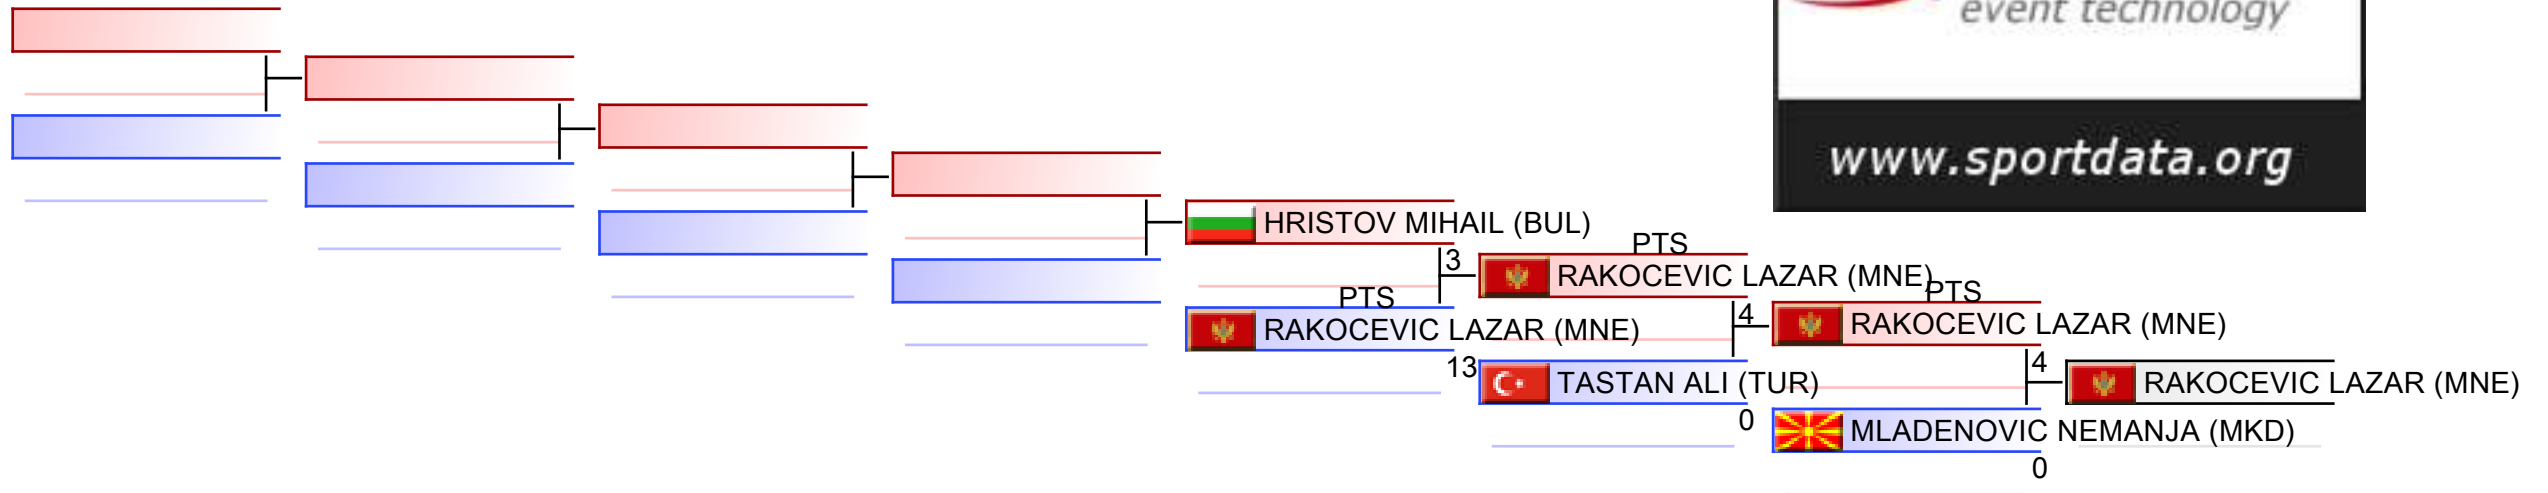 event technology
www.sportdata.org
HRISTOV MIHAIL (BUL)
3
PTS
RAKOCEVIC LAZAR (MNE)
13
PTS
RAKOCEVIC LAZAR (MNE)
4
TASTAN ALI (TUR)
0
PTS
RAKOCEVIC LAZAR (MNE)
4
MLADENOVIC NEMANJA (MKD)
0
RAKOCEVIC LAZAR (MNE)